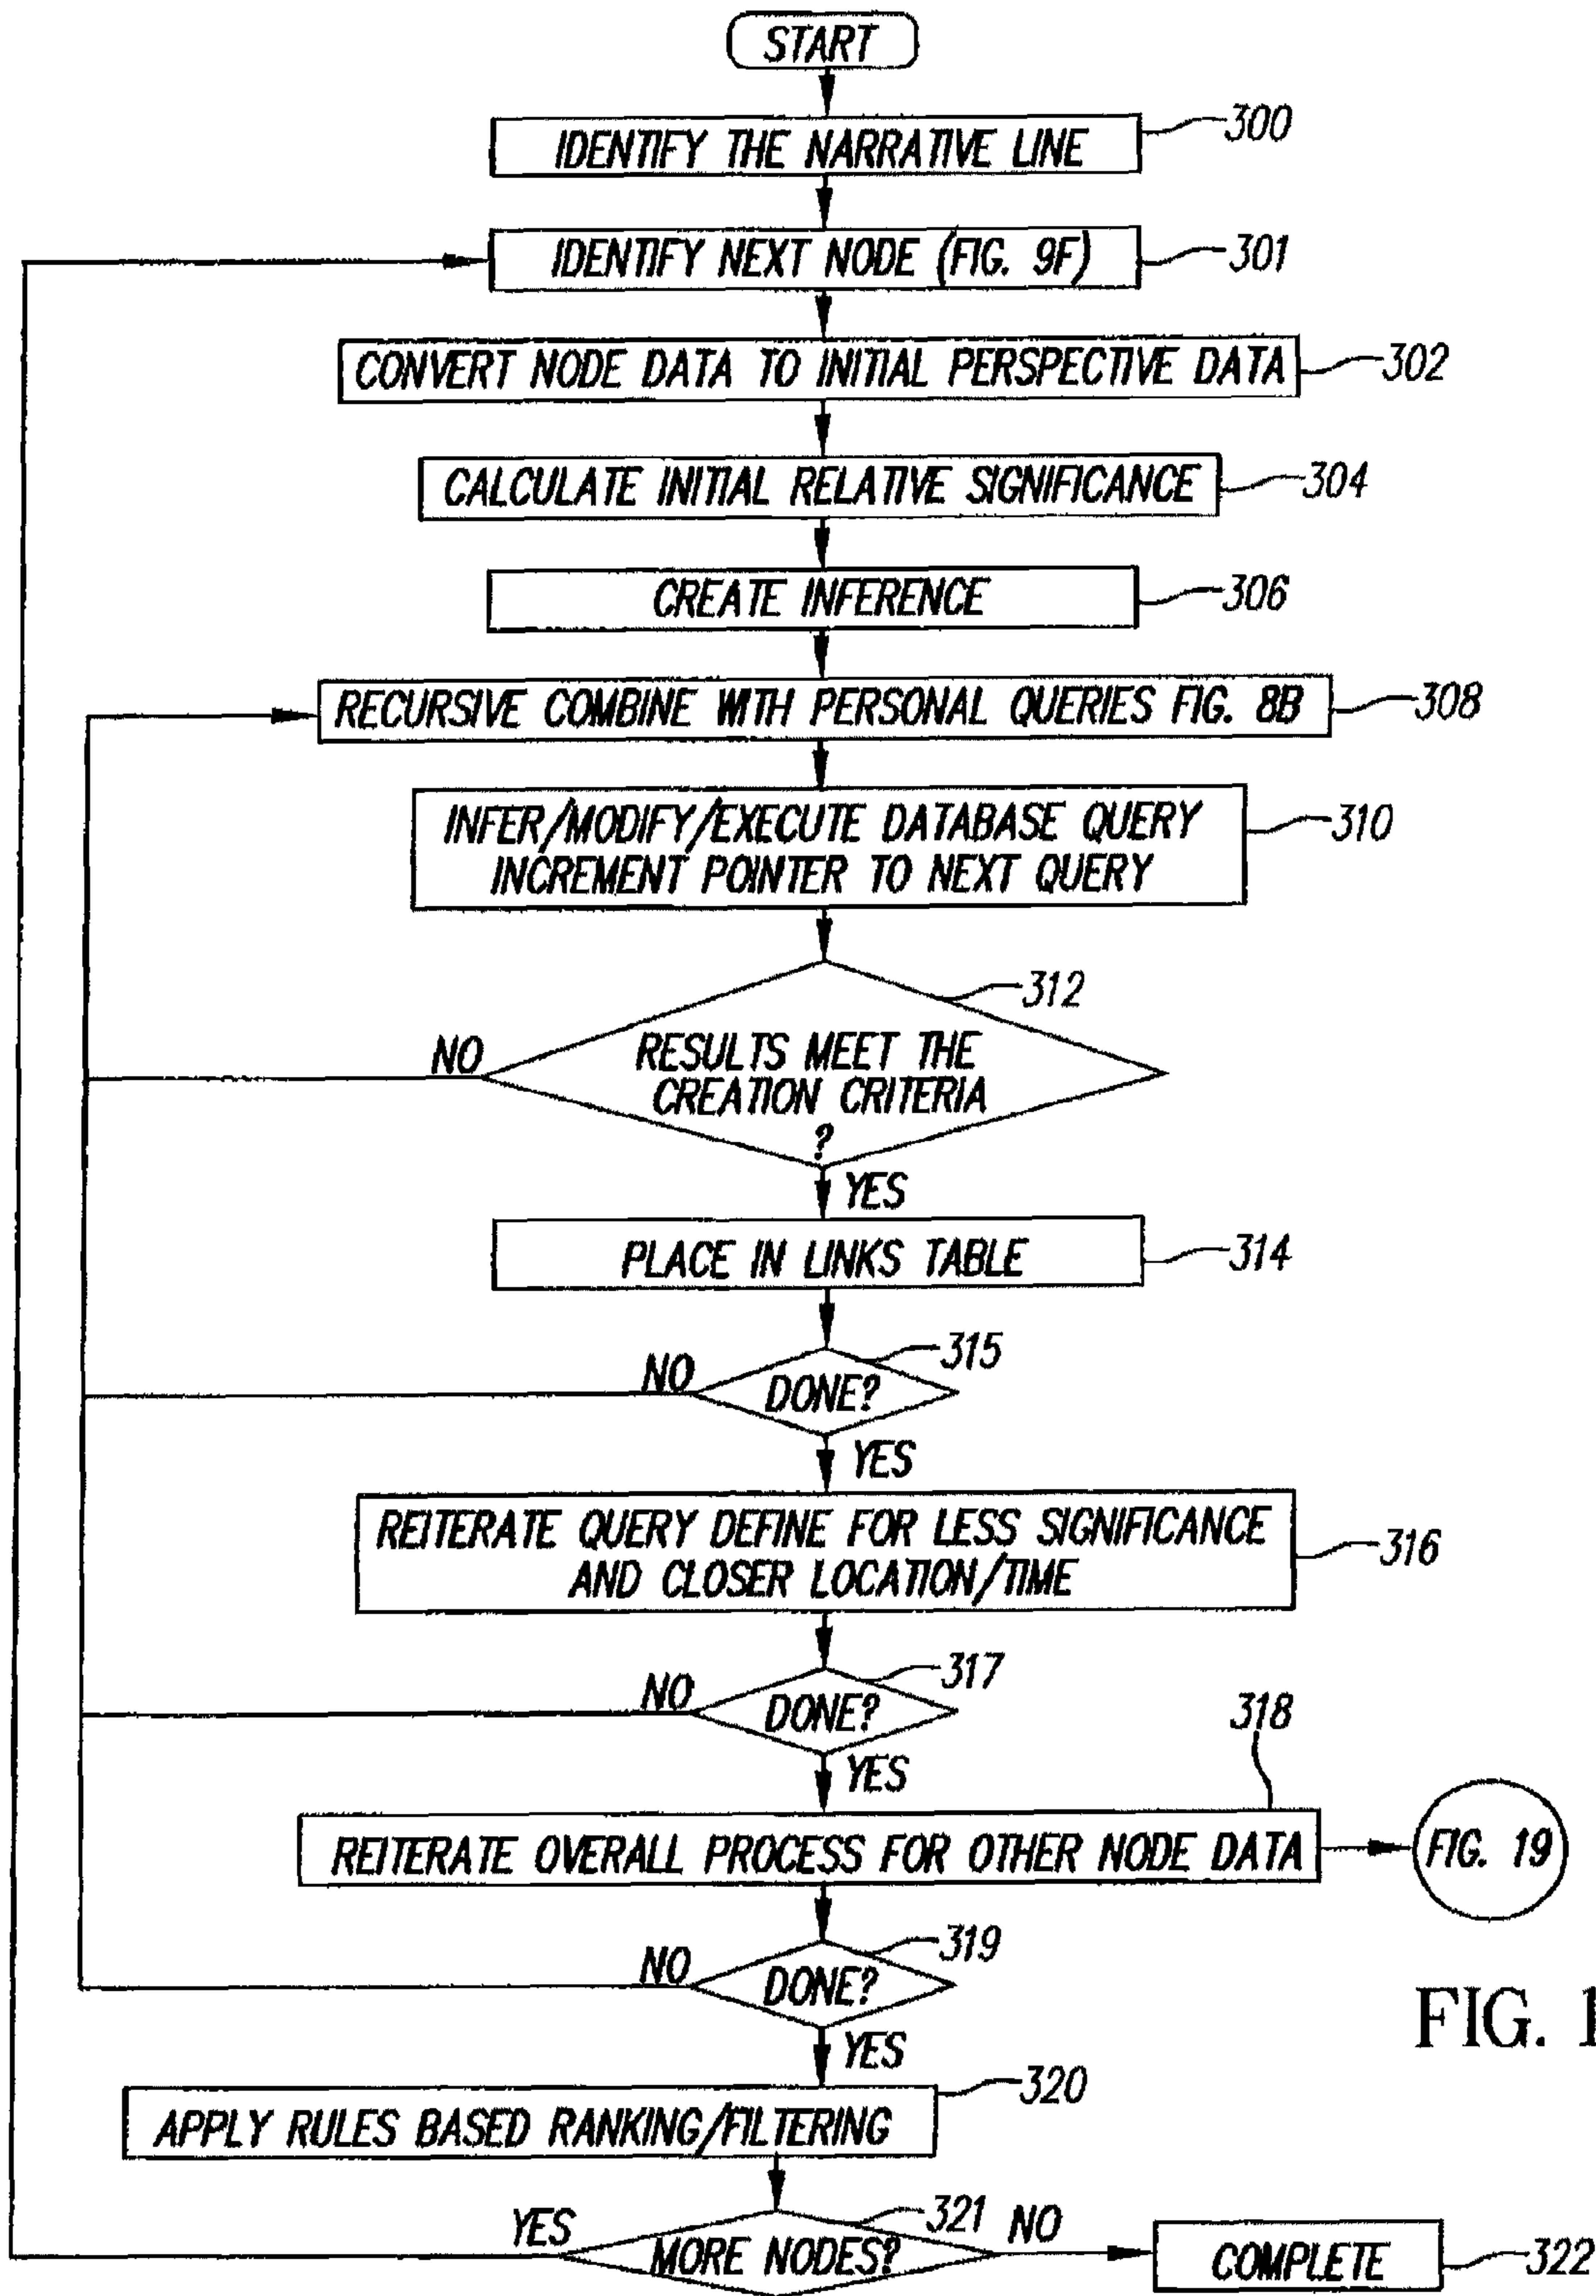 START
IDENTIFY THE NARRATIVE LINE
300
IDENTIFY NEXT NODE (FIG. 9F)
301
CONVERT NODE DATA TO INITIAL PERSPECTIVE DATA
302
CALCULATE INITIAL RELATIVE SIGNIFICANCE
304
CREATE INFERENCE
306
RECURSIVE COMBINE WITH PERSONAL QUERIES FIG. 8B
308
INFER/MODIFY/EXECUTE DATABASE QUERY
INCREMENT POINTER TO NEXT QUERY
310
312
NO
RESULTS MEET THE
CREATION CRITERIA
?
YES
PLACE IN LINKS TABLE
314
315
NO
DONE?
YES
REITERATE QUERY DEFINE FOR LESS SIGNIFICANCE
AND CLOSER LOCATION/TIME
316
317
NO
DONE?
YES
318
REITERATE OVERALL PROCESS FOR OTHER NODE DATA
FIG. 19
319
NO
DONE?
YES
FIG. 1
320
APPLY RULES BASED RANKING/FILTERING
321
YES
MORE NODES?
NO
COMPLETE
322